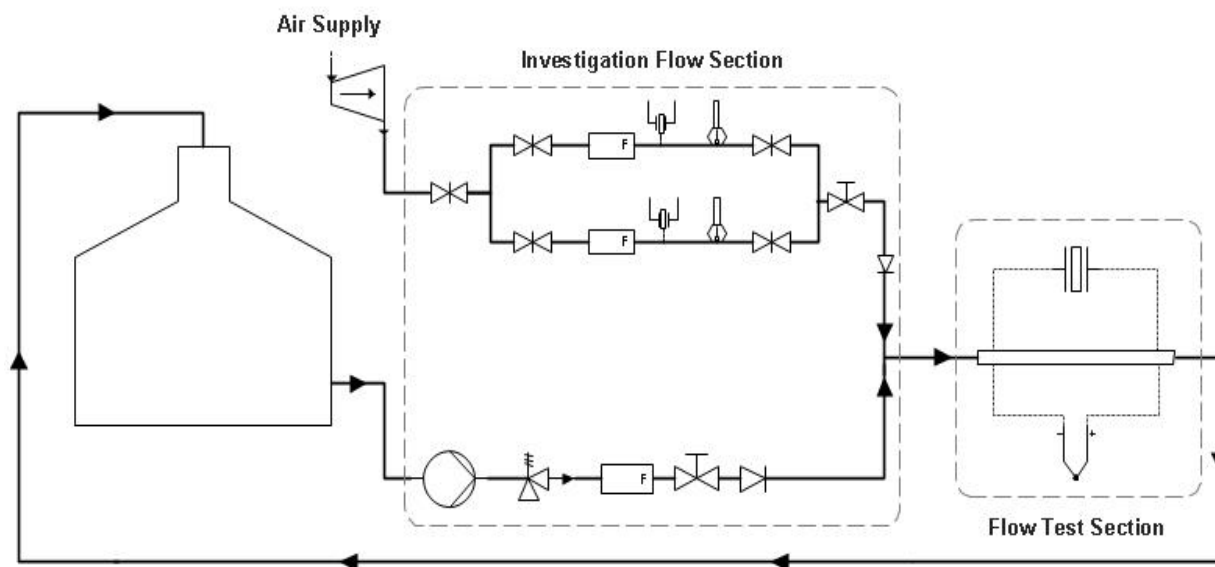 Air Supply
Investigation Flow Section
F
F
F
Flow Test Section